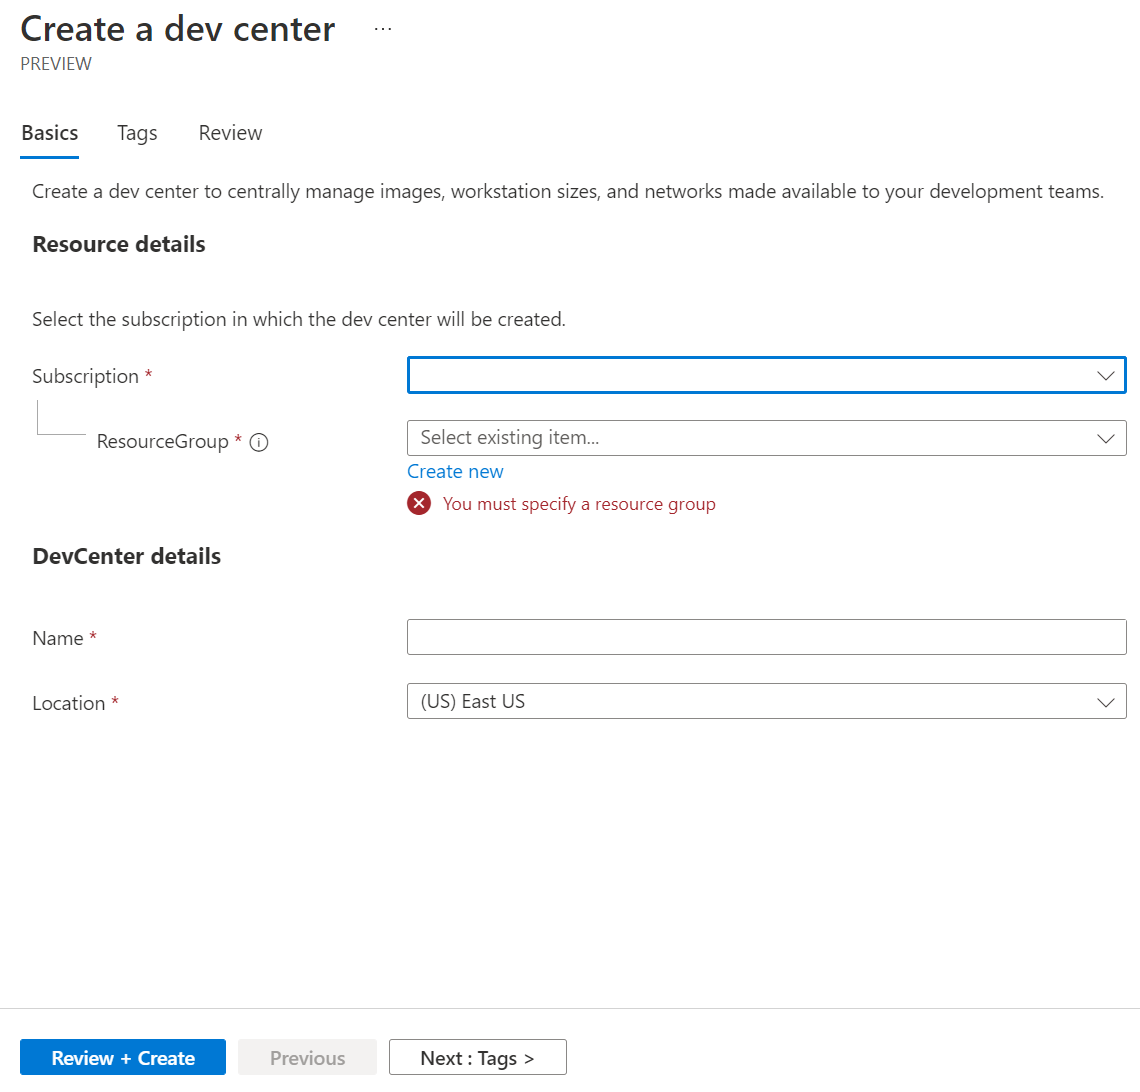 Create a dev center ...
PREVIEW
Basics Tags Review
Create a dev center to centrally manage images, workstation sizes, and networks made available to your development teams.
Resource details
Select the subscription in which the dev center will be created.
Subscription *
ResourceGroup * Select existing item...
Create new
You must specify a resource group
DevCenter details
Name *
Location * (US) East US
Review + Create Previous Next : Tags >